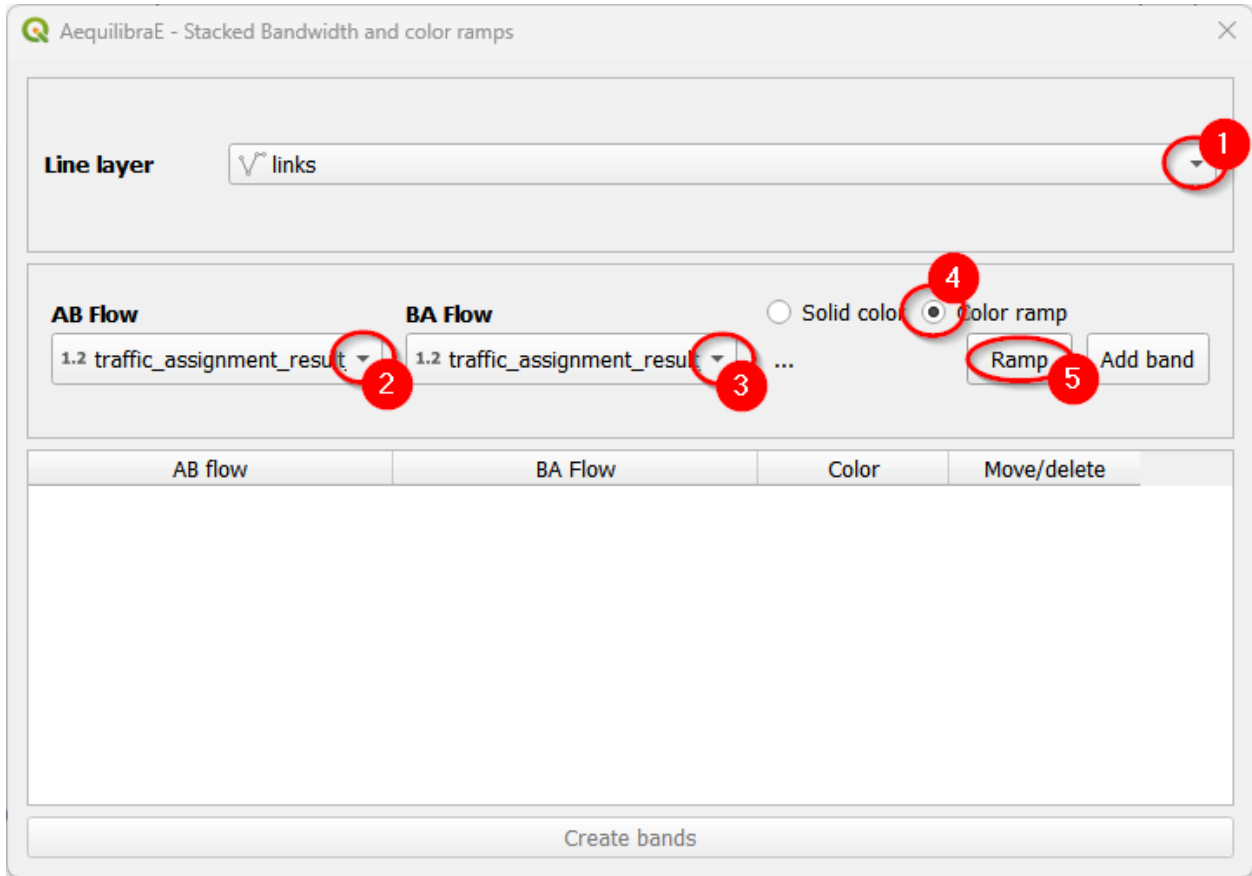 AequilibraE - Stacked Bandwidth and color ramps
1
Line layer
links
4
AB Flow
BA Flow
Solid color
Color ramp
1.2 traffic_assignment_result
1.2 traffic_assignment_result
...
Ramp
Add band
2
3
5
AB flow
BA Flow
Color
Move/delete
Create bands